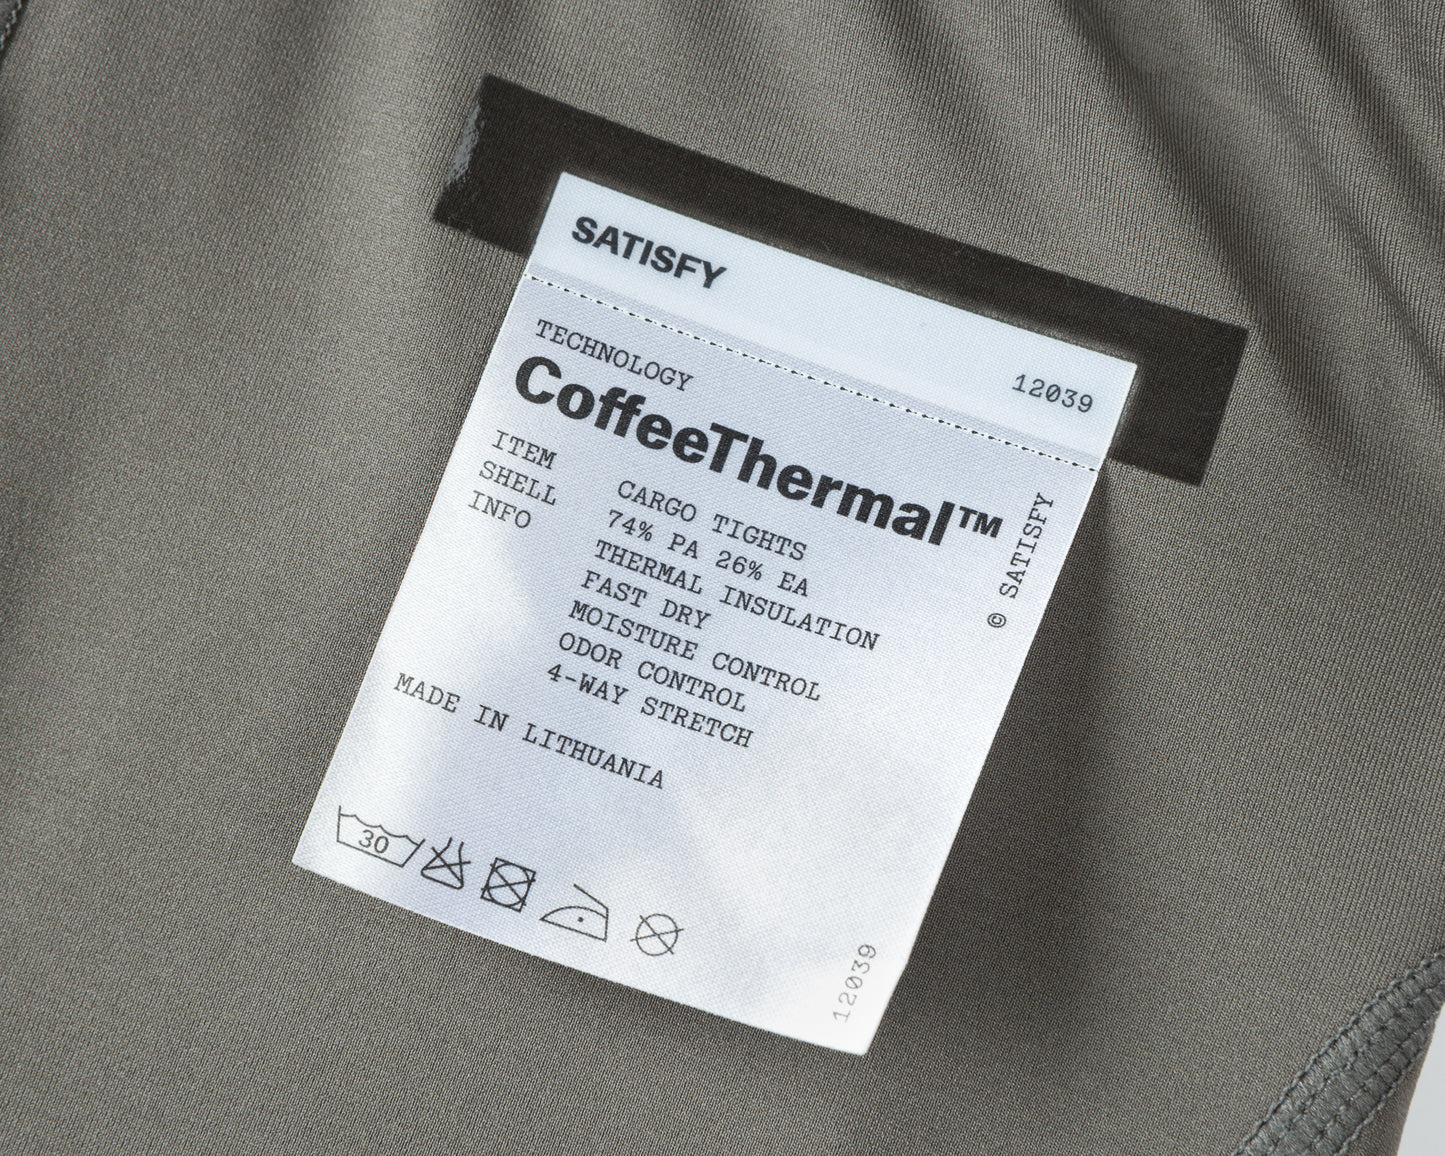 SATISFY
12039
TECHNOLOGY
CoffeeThermal™
ITEM CARGO TIGHTS
SHELL 74% PA 26% EA
INFO THERMAL INSULATION
FAST DRY
MOISTURE CONTROL
ODOR CONTROL
4-WAY STRETCH
MADE IN LITHUANIA
© SATISFY
30
12039